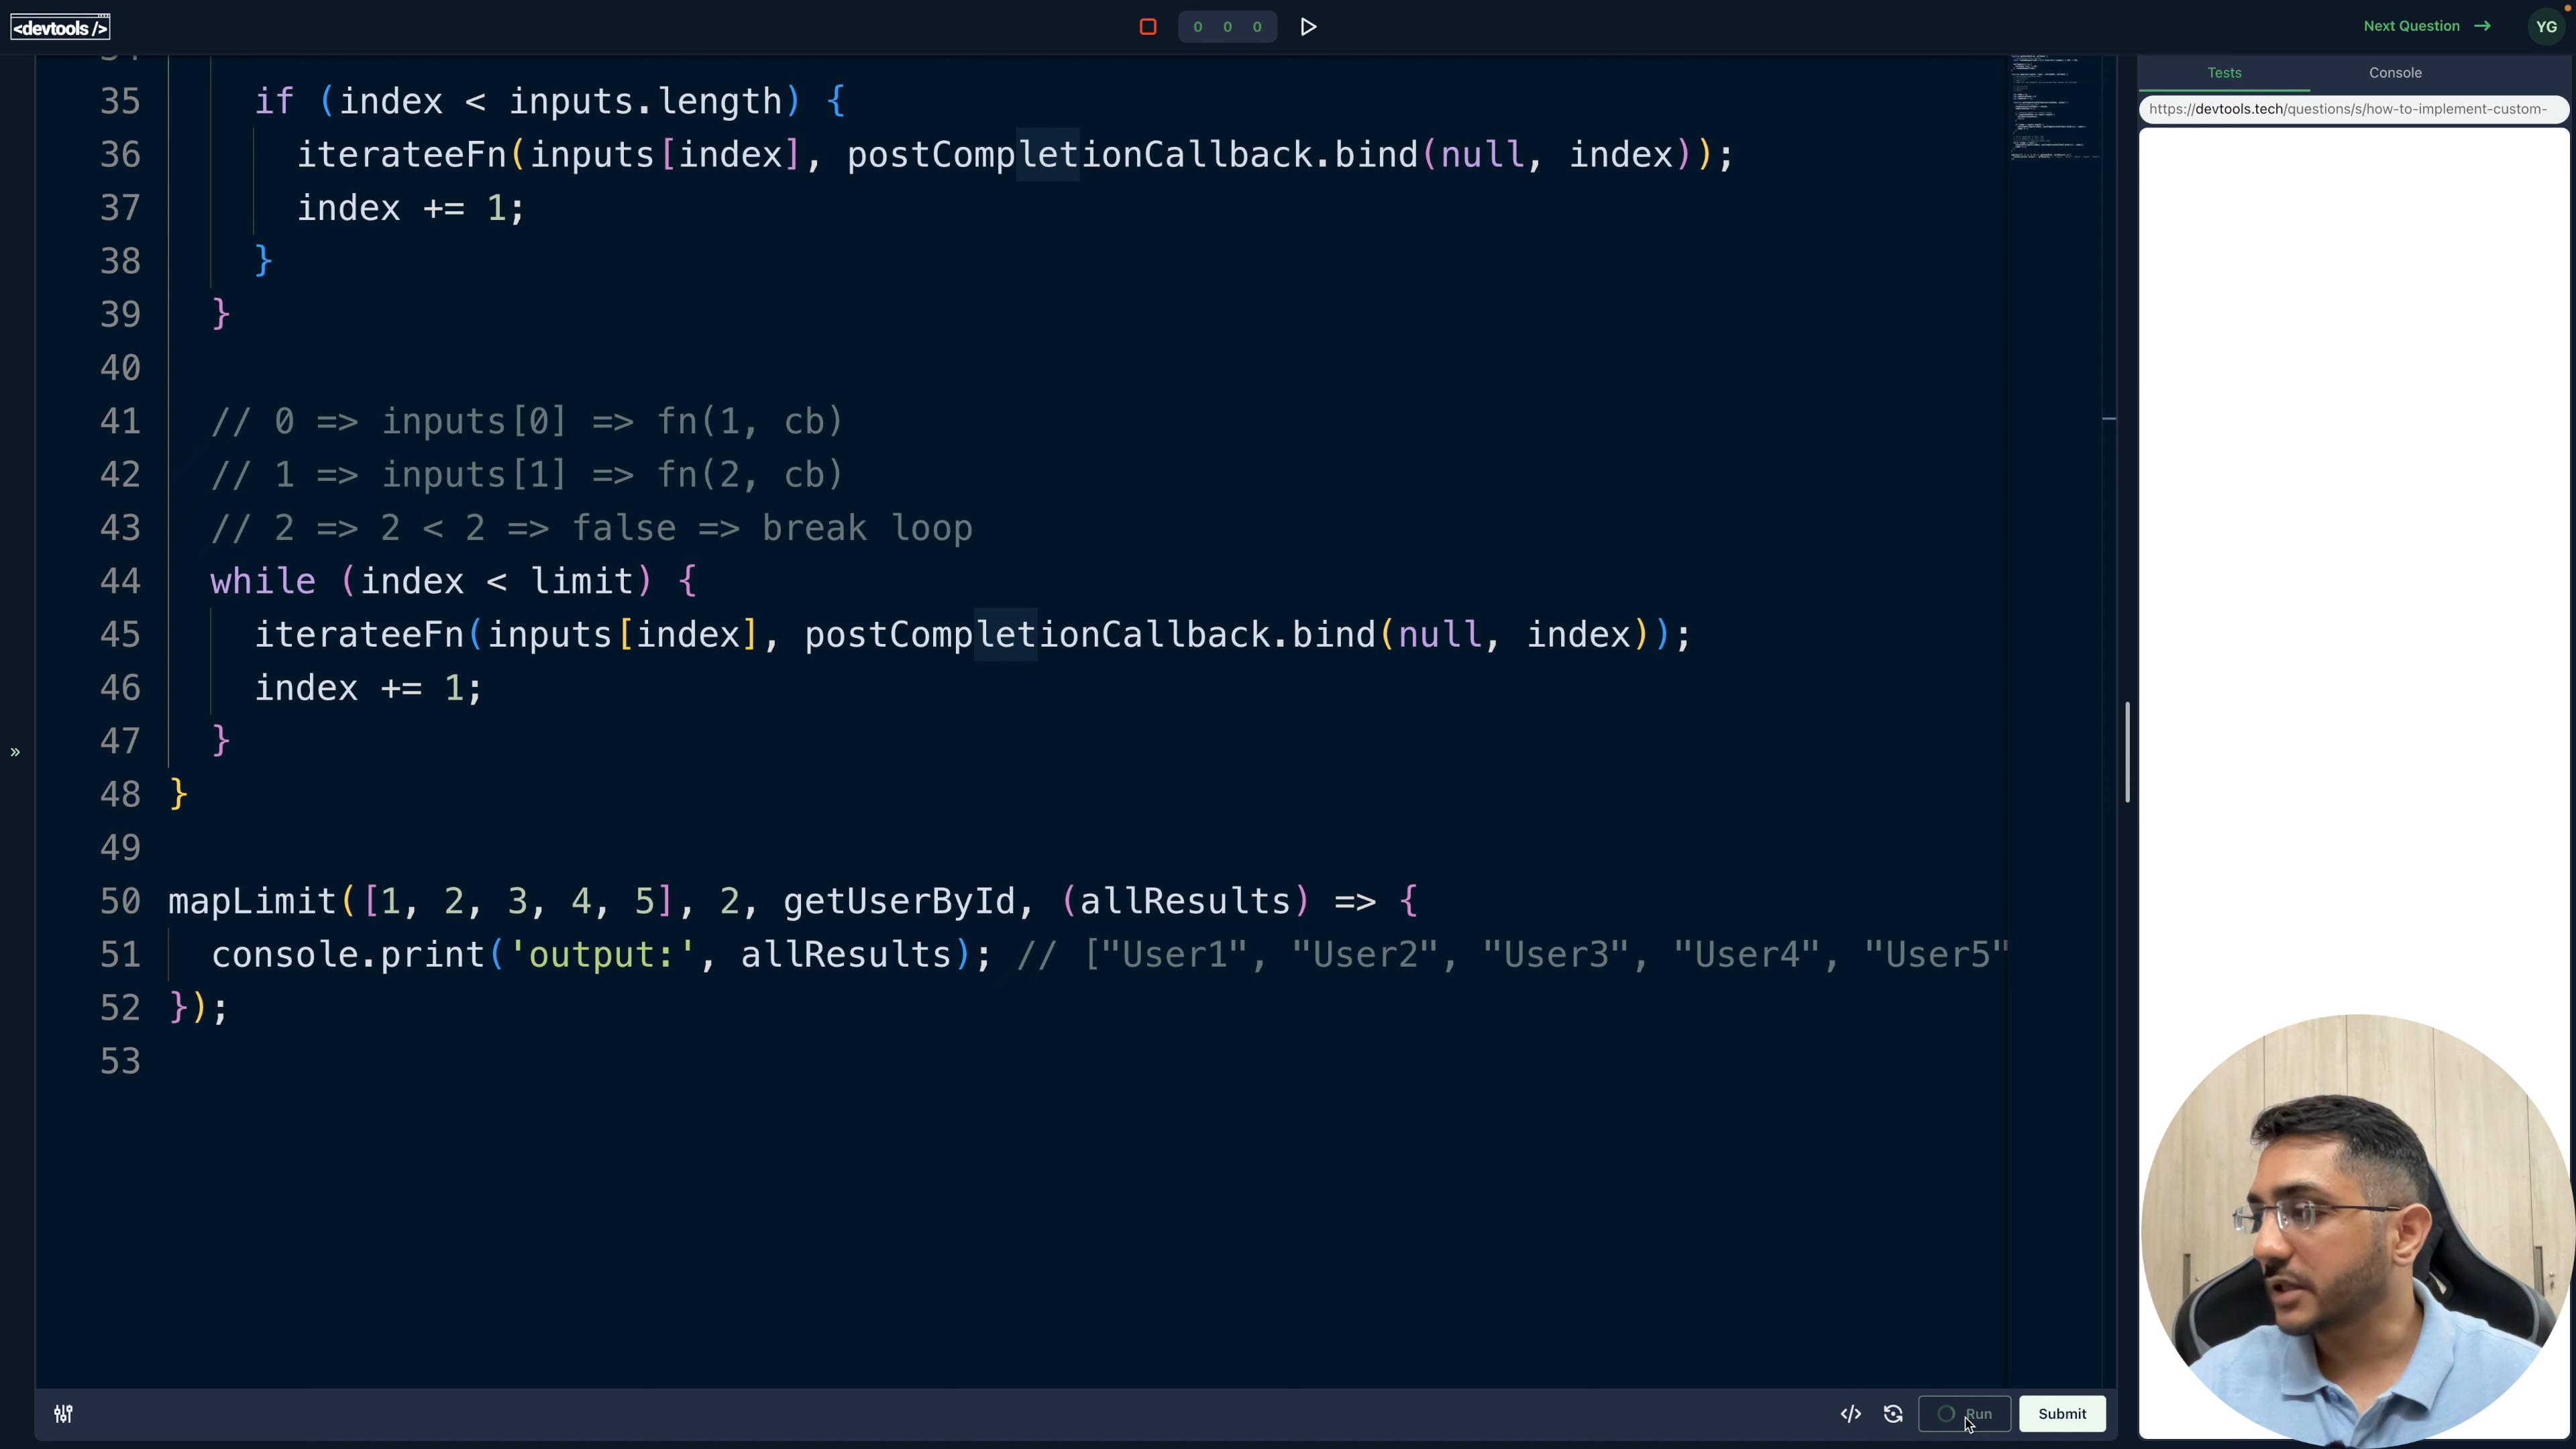 <devtools />
0 0 0
Next Question →
YG
Tests
Console
https://devtools.tech/questions/s/how-to-implement-custom-
35 if (index < inputs.length) {
36 iterateeFn(inputs[index], postCompletionCallback.bind(null, index));
37 index += 1;
38 }
39 }
40
41 // 0 => inputs[0] => fn(1, cb)
42 // 1 => inputs[1] => fn(2, cb)
43 // 2 => 2 < 2 => false => break loop
44 while (index < limit) {
45 iterateeFn(inputs[index], postCompletionCallback.bind(null, index));
46 index += 1;
47 }
48 }
49
50 mapLimit([1, 2, 3, 4, 5], 2, getUserById, (allResults) => {
51 console.print('output:', allResults); // ["User1", "User2", "User3", "User4", "User5"
52 });
53
»
</>
Run
Submit